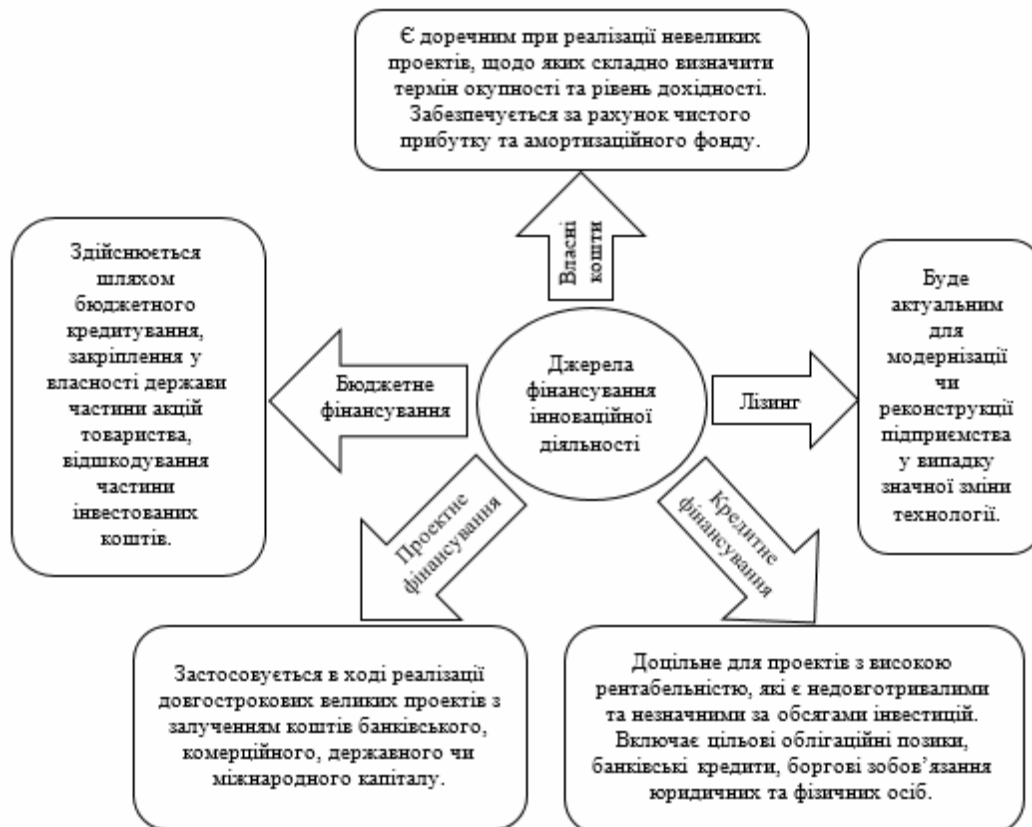 Є доречним при реалізації невеликих
проектів, щодо яких складно визначити
термін окупності та рівень дохідності.
Забезпечується за рахунок чистого
прибутку та амортизаційного фонду.
Власні
кошти
Здійснюється
шляхом
бюджетного
кредитування,
закріплення у
власності держави
частини акцій
товариства,
відшкодування
частини
інвестованих
коштів.
Бюджетне
фінансування
Джерела
фінансування
інноваційної
діяльності
Лізинг
Буде
актуальним
для
модернізації
чи
реконструкції
підприємства
у випадку
значної зміни
технології.
Проектне
фінансування
Кредитне
фінансування
Застосовується в ході реалізації
довгострокових великих проектів з
залученням коштів банківського,
комерційного, державного чи
міжнародного капіталу.
Доцільне для проектів з високою
рентабельністю, які є недовготривалими
та незначними за обсягами інвестицій.
Включає цільові облігаційні позики,
банківські кредити, боргові зобов’язання
юридичних та фізичних осіб.